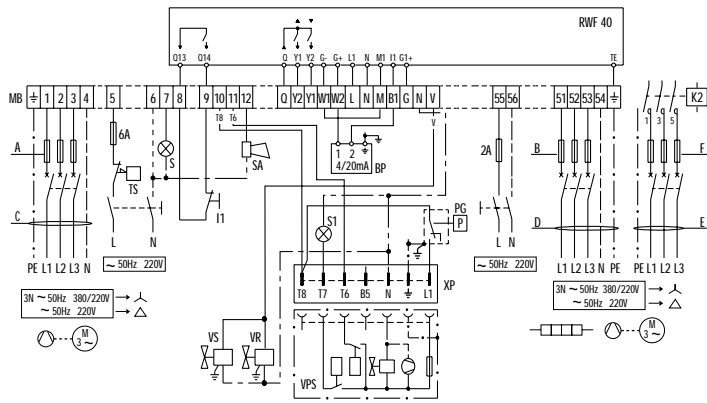 RWF 40
Q13 Q14 Q Y1 Y2 G- G+ L1 N M1 I1 G1+ TE
MB 1 2 3 4 5 6 7 8 9 10 11 12 Q Y2 Y1 W1 W2 L N M B1 G N V 55 56 51 52 53 54 K2
T8 T6 V
1 3 5
6A S SA 1 2 2A
4/20mA BP
A B F
TS
C I1 S1 PG P D E
L N L N
PE L1 L2 L3 N L1 L2 L3 N PE PE L1 L2 L3
~ 50Hz 220V ~ 50Hz 220V
T8 T7 T6 B5 N L1 XP
3N ~ 50Hz 380/220V
~ 50Hz 220V
3N ~ 50Hz 380/220V
~ 50Hz 220V
M
3 ~
M
3 ~
VS VR
VPS